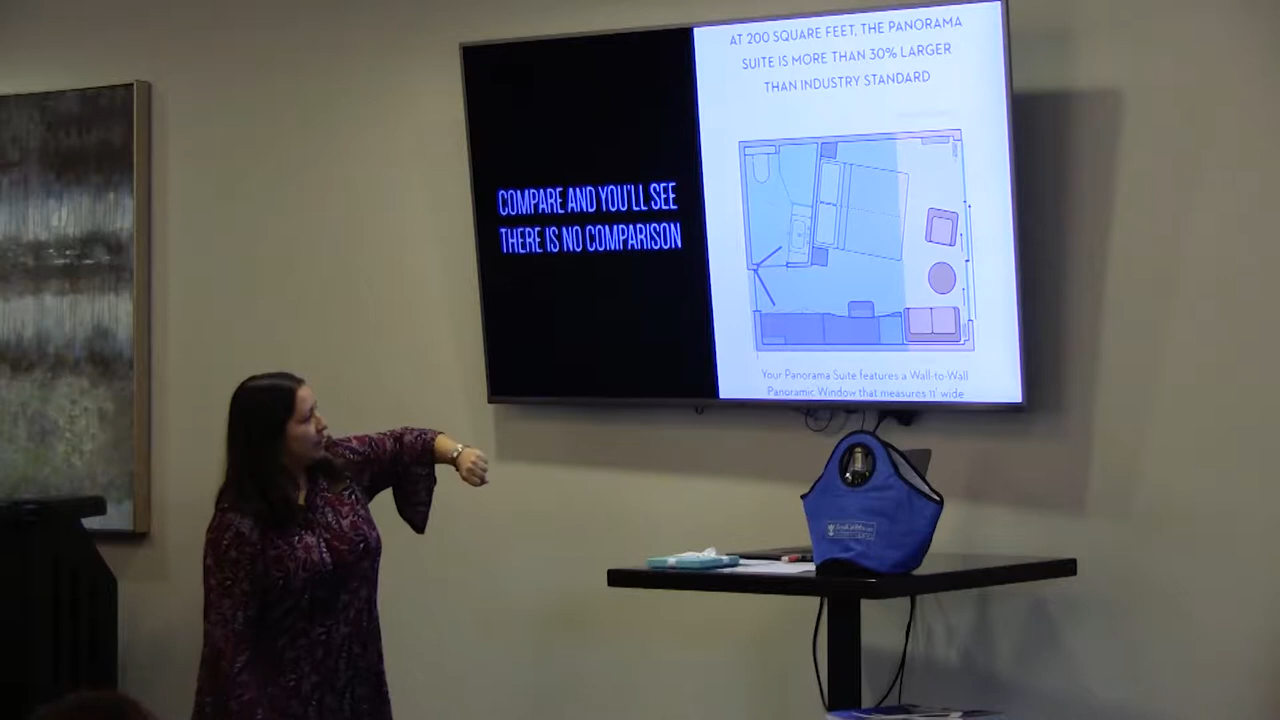 COMPARE AND YOU'LL SEE
THERE IS NO COMPARISON
AT 200 SQUARE FEET, THE PANORAMA
SUITE IS MORE THAN 30% LARGER
THAN INDUSTRY STANDARD
Your Panorama Suite features a Wall-to-Wall
Panoramic Window that measures 11' wide